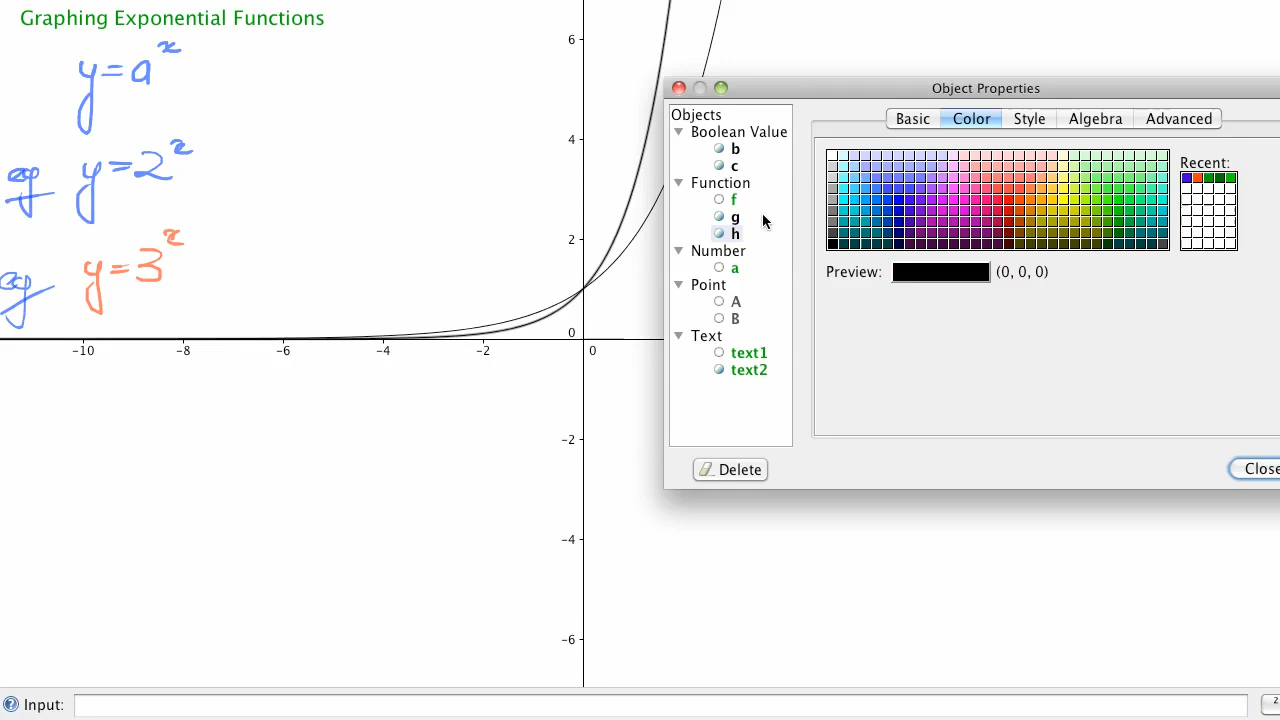 Graphing Exponential Functions
y=a^x
eg y=2^x
eg y=3^x
6
4
2
0
-2
-4
-6
-10 -8 -6 -4 -2 0
Object Properties
Objects
Boolean Value
b
c
Function
f
g
h
Number
a
Point
A
B
Text
text1
text2
Delete
Basic Color Style Algebra Advanced
Recent:
Preview: (0, 0, 0)
Close
Input: